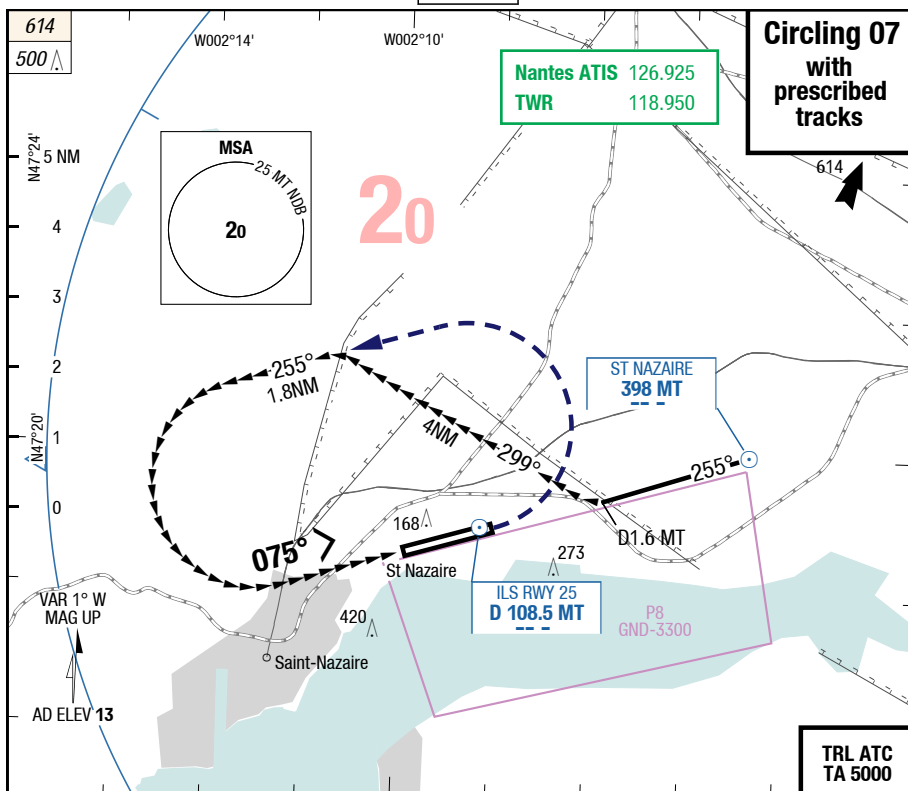 614
500
W002°14'
W002°10'
Nantes ATIS 126.925
TWR 118.950
Circling 07
with
prescribed
tracks
614
N47°24'
5 NM
4
3
2
1
0
N47°20'
MSA
25 MT NDB
20
20
255°
1.8NM
4NM
299°
ST NAZAIRE
398 MT
255°
D1.6 MT
168
075°
St Nazaire
273
ILS RWY 25
D 108.5 MT
P8
GND-3300
420
Saint-Nazaire
VAR 1° W
MAG UP
AD ELEV 13
TRL ATC
TA 5000